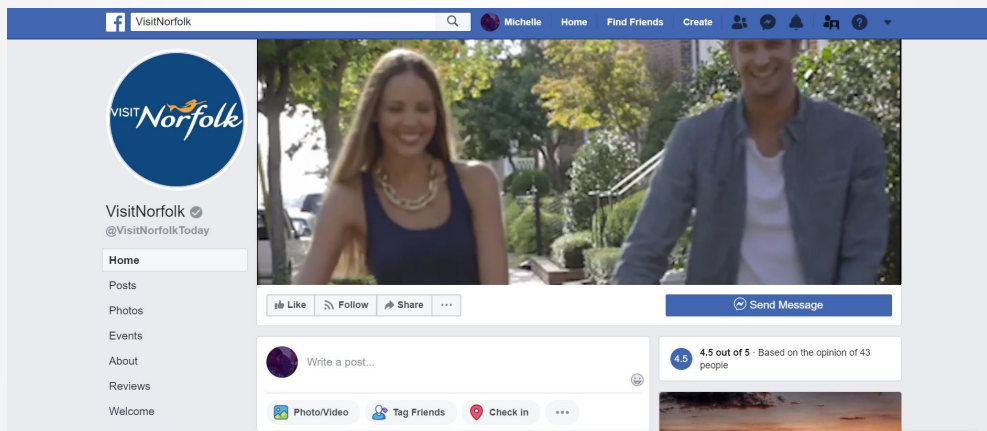 VisitNorfolk
Michelle
Home
Find Friends
Create
VISIT Norfolk
VisitNorfolk
@VisitNorfolkToday
Home
Posts
Photos
Events
About
Reviews
Welcome
Like
Follow
Share
Send Message
Write a post...
Photo/Video
Tag Friends
Check in
4.5
4.5 out of 5 · Based on the opinion of 43
people